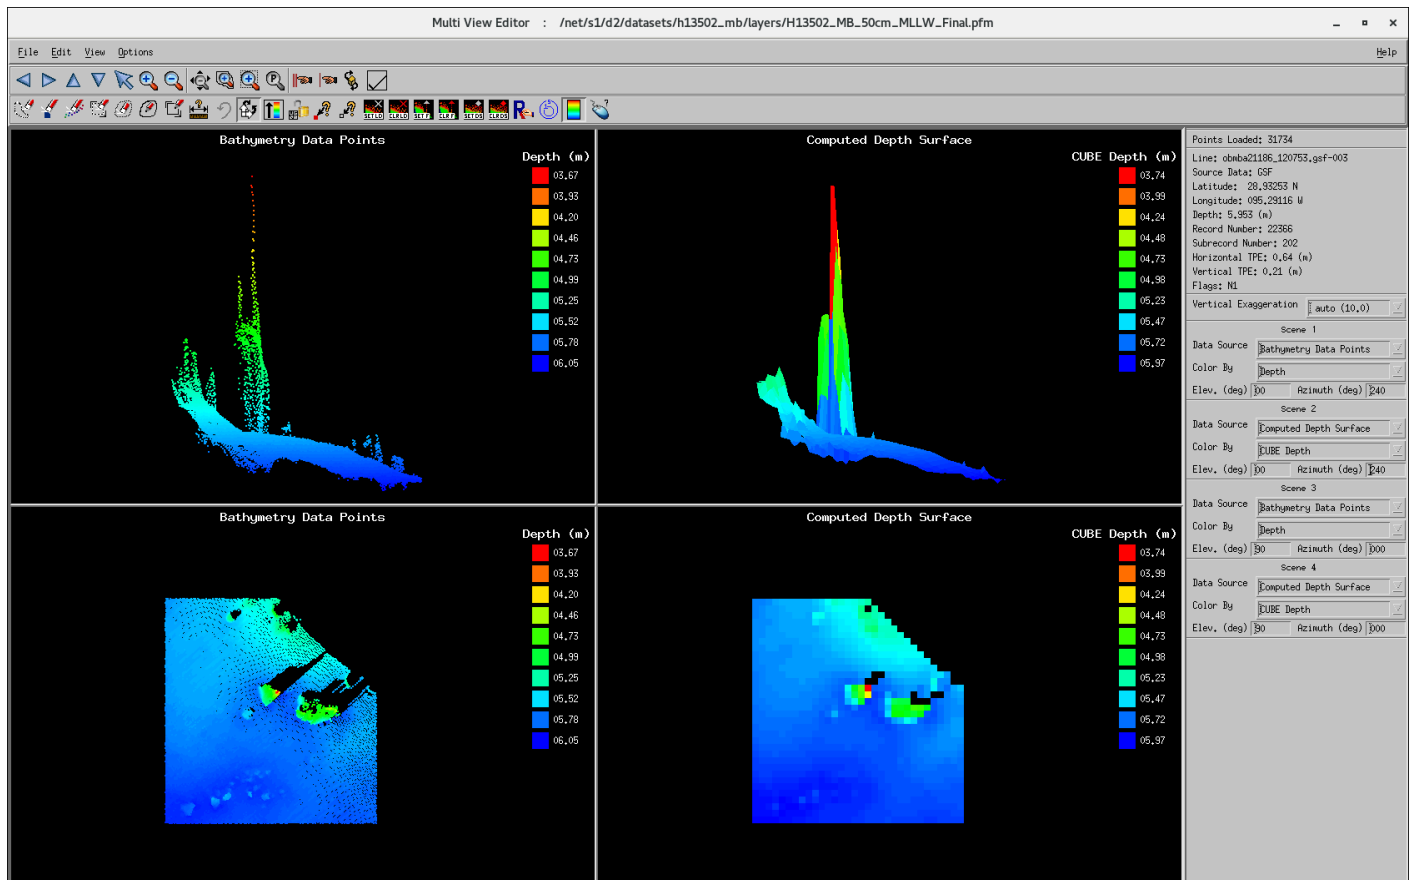 Multi View Editor : /net/s1/d2/datasets/h13502_mb/layers/H13502_MB_50cm_MLLW_Final.pfm
File Edit View Options Help
SET LD CLR LD SET F CLR F SET DS CLR DS R
Bathymetry Data Points
Depth (m)
03.67
03.93
04.20
04.46
04.73
04.99
05.25
05.52
05.78
06.05
Computed Depth Surface
CUBE Depth (m)
03.74
03.99
04.24
04.48
04.73
04.98
05.23
05.47
05.72
05.97
Bathymetry Data Points
Depth (m)
03.67
03.93
04.20
04.46
04.73
04.99
05.25
05.52
05.78
06.05
Computed Depth Surface
CUBE Depth (m)
03.74
03.99
04.24
04.48
04.73
04.98
05.23
05.47
05.72
05.97
Points Loaded: 31734
Line: obmba21186_120753.gsf-003
Source Data: GSF
Latitude: 28.93253 N
Longitude: 095.29116 W
Depth: 5.953 (m)
Record Number: 22366
Subrecord Number: 202
Horizontal TPE: 0.64 (m)
Vertical TPE: 0.21 (m)
Flags: N1
Vertical Exaggeration auto (10.0)
Scene 1
Data Source Bathymetry Data Points
Color By Depth
Elev. (deg) 00 Azimuth (deg) 240
Scene 2
Data Source Computed Depth Surface
Color By CUBE Depth
Elev. (deg) 00 Azimuth (deg) 240
Scene 3
Data Source Bathymetry Data Points
Color By Depth
Elev. (deg) 90 Azimuth (deg) 000
Scene 4
Data Source Computed Depth Surface
Color By CUBE Depth
Elev. (deg) 90 Azimuth (deg) 000